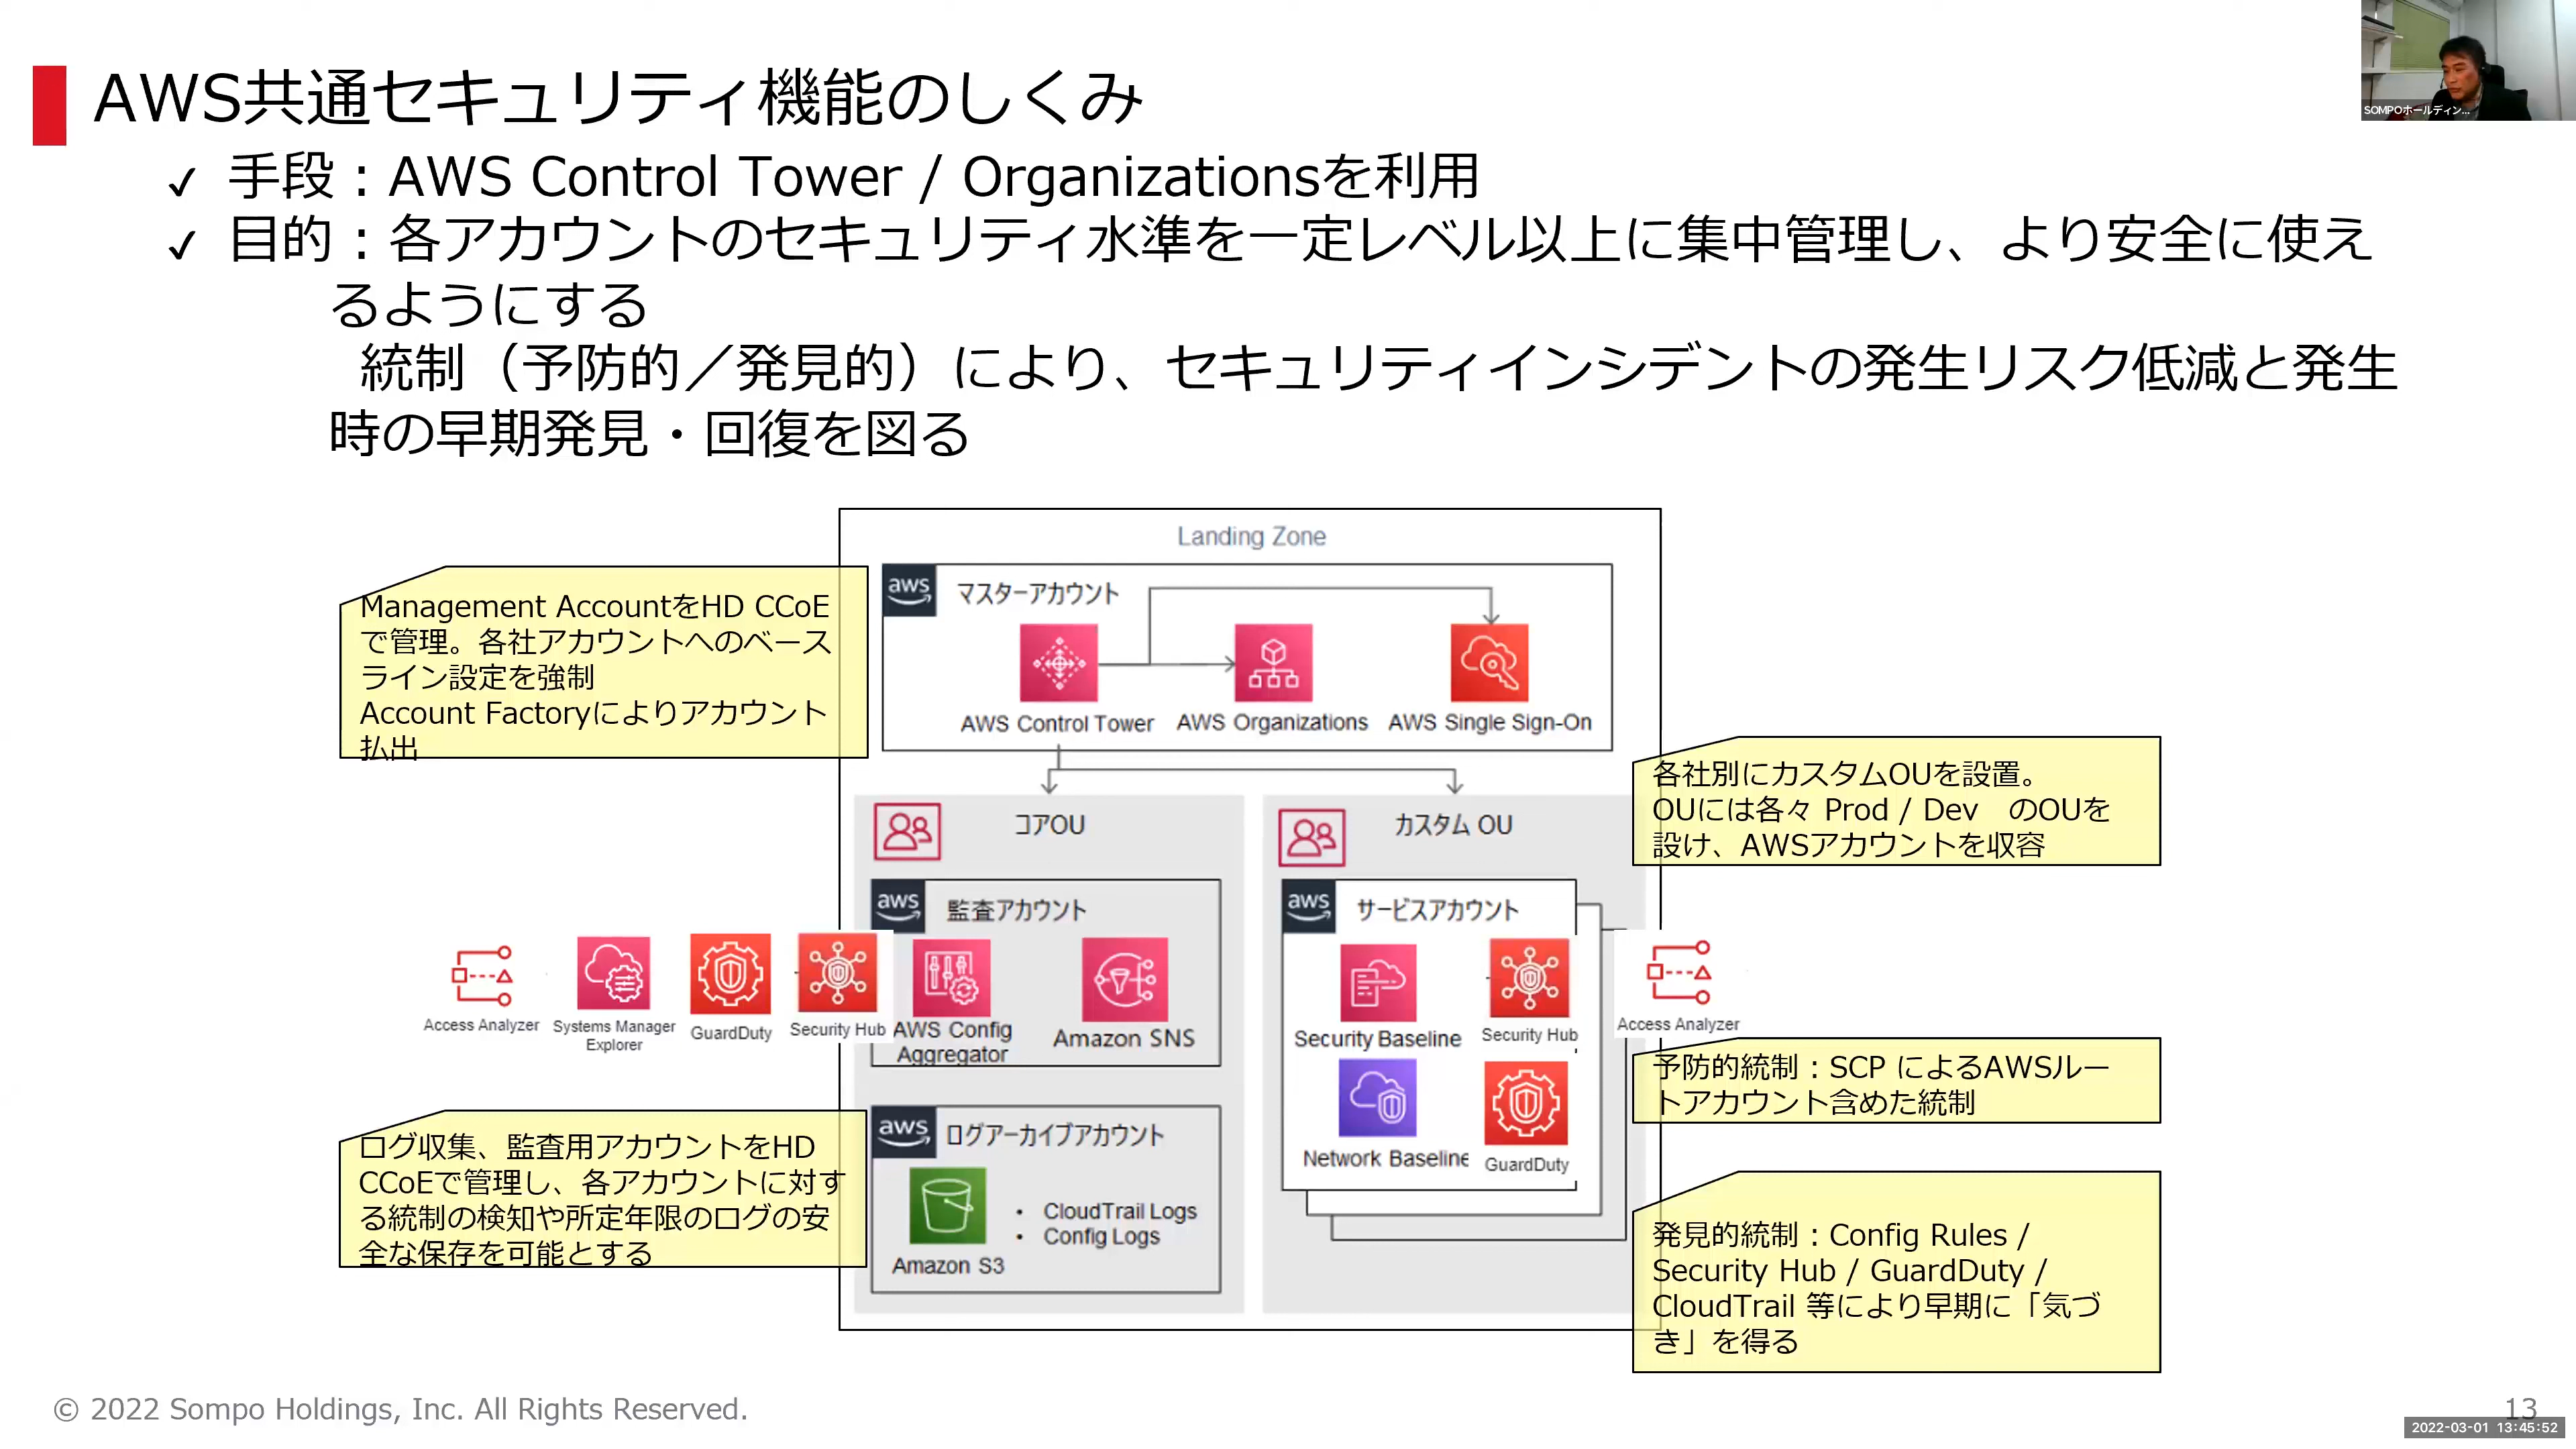 AWS共通セキュリティ機能のしくみ
SOMPOホールディン...
✓ 手段：AWS Control Tower / Organizationsを利用
✓ 目的：各アカウントのセキュリティ水準を一定レベル以上に集中管理し、より安全に使え
るようにする
統制（予防的／発見的）により、セキュリティインシデントの発生リスク低減と発生
時の早期発見・回復を図る
Landing Zone
Management AccountをHD CCoE
で管理。各社アカウントへのベース
ライン設定を強制
Account Factoryによりアカウント
払出
aws
マスターアカウント
AWS Control Tower
AWS Organizations
AWS Single Sign-On
各社別にカスタムOUを設置。
OUには各々 Prod / Dev　のOUを
設け、AWSアカウントを収容
コアOU
カスタム OU
aws
監査アカウント
aws
サービスアカウント
Access Analyzer
Systems Manager
Explorer
GuardDuty
Security Hub
AWS Config
Aggregator
Amazon SNS
Security Baseline
Security Hub
Access Analyzer
Network Baseline
GuardDuty
予防的統制：SCP によるAWSルー
トアカウント含めた統制
ログ収集、監査用アカウントをHD
CCoEで管理し、各アカウントに対す
る統制の検知や所定年限のログの安
全な保存を可能とする
aws
ログアーカイブアカウント
Amazon S3
• CloudTrail Logs
• Config Logs
発見的統制：Config Rules /
Security Hub / GuardDuty /
CloudTrail 等により早期に「気づ
き」を得る
© 2022 Sompo Holdings, Inc. All Rights Reserved.
13
2022-03-01 13:45:52